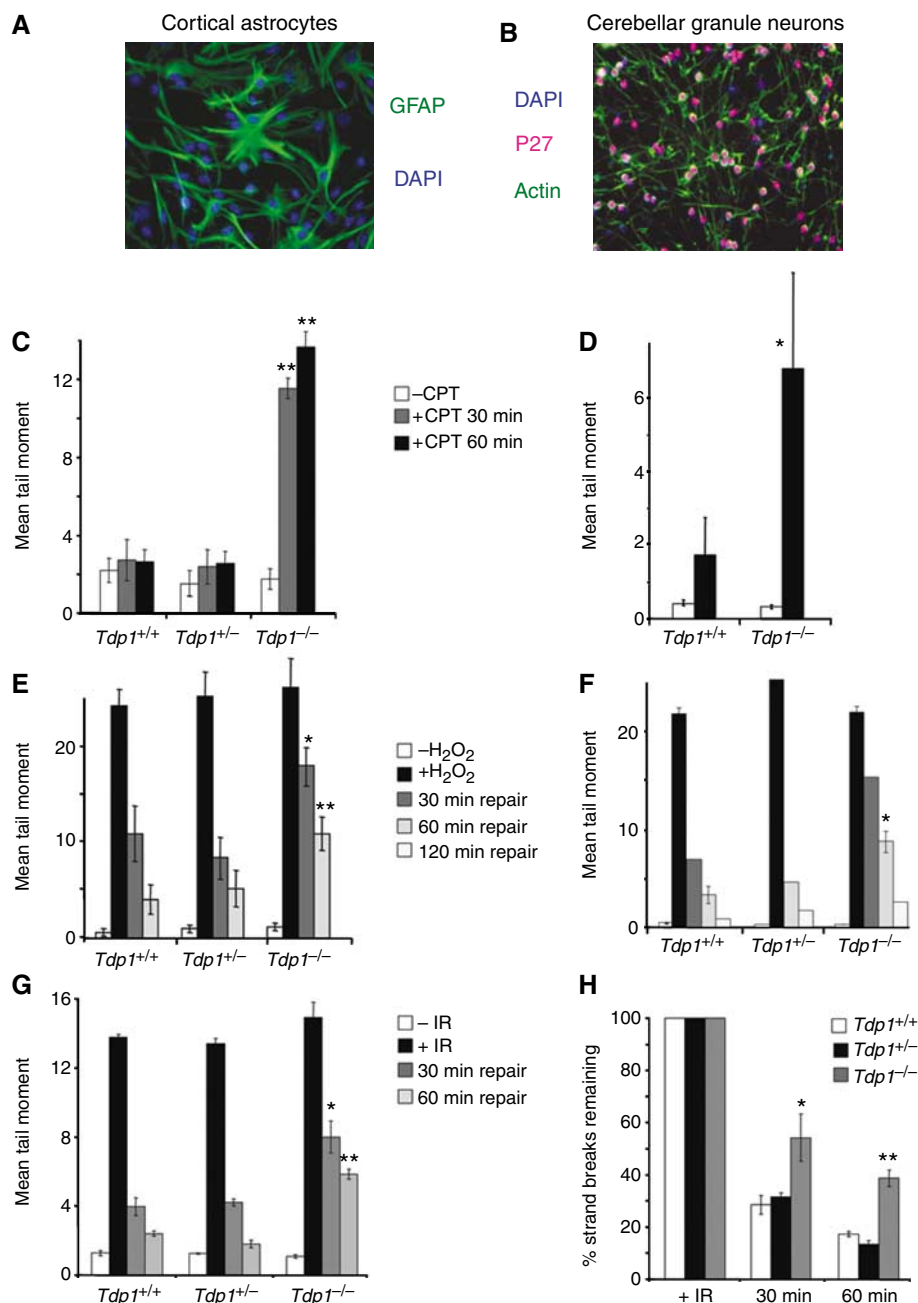 A
Cortical astrocytes
GFAP
DAPI
B
Cerebellar granule neurons
DAPI
P27
Actin
C
Mean tail moment
12
8
4
0
Tdp1+/+
Tdp1+/–
Tdp1–/–
**
**
–CPT
+CPT 30 min
+CPT 60 min
D
Mean tail moment
6
4
2
0
Tdp1+/+
Tdp1–/–
*
E
Mean tail moment
20
10
0
Tdp1+/+
Tdp1+/–
Tdp1–/–
*
**
–H2O2
+H2O2
30 min repair
60 min repair
120 min repair
F
Mean tail moment
20
10
0
Tdp1+/+
Tdp1+/–
Tdp1–/–
*
G
Mean tail moment
16
12
8
4
0
Tdp1+/+
Tdp1+/–
Tdp1–/–
*
**
– IR
+ IR
30 min repair
60 min repair
H
% strand breaks remaining
100
80
60
40
20
0
+ IR
30 min
60 min
*
**
Tdp1+/+
Tdp1+/–
Tdp1–/–